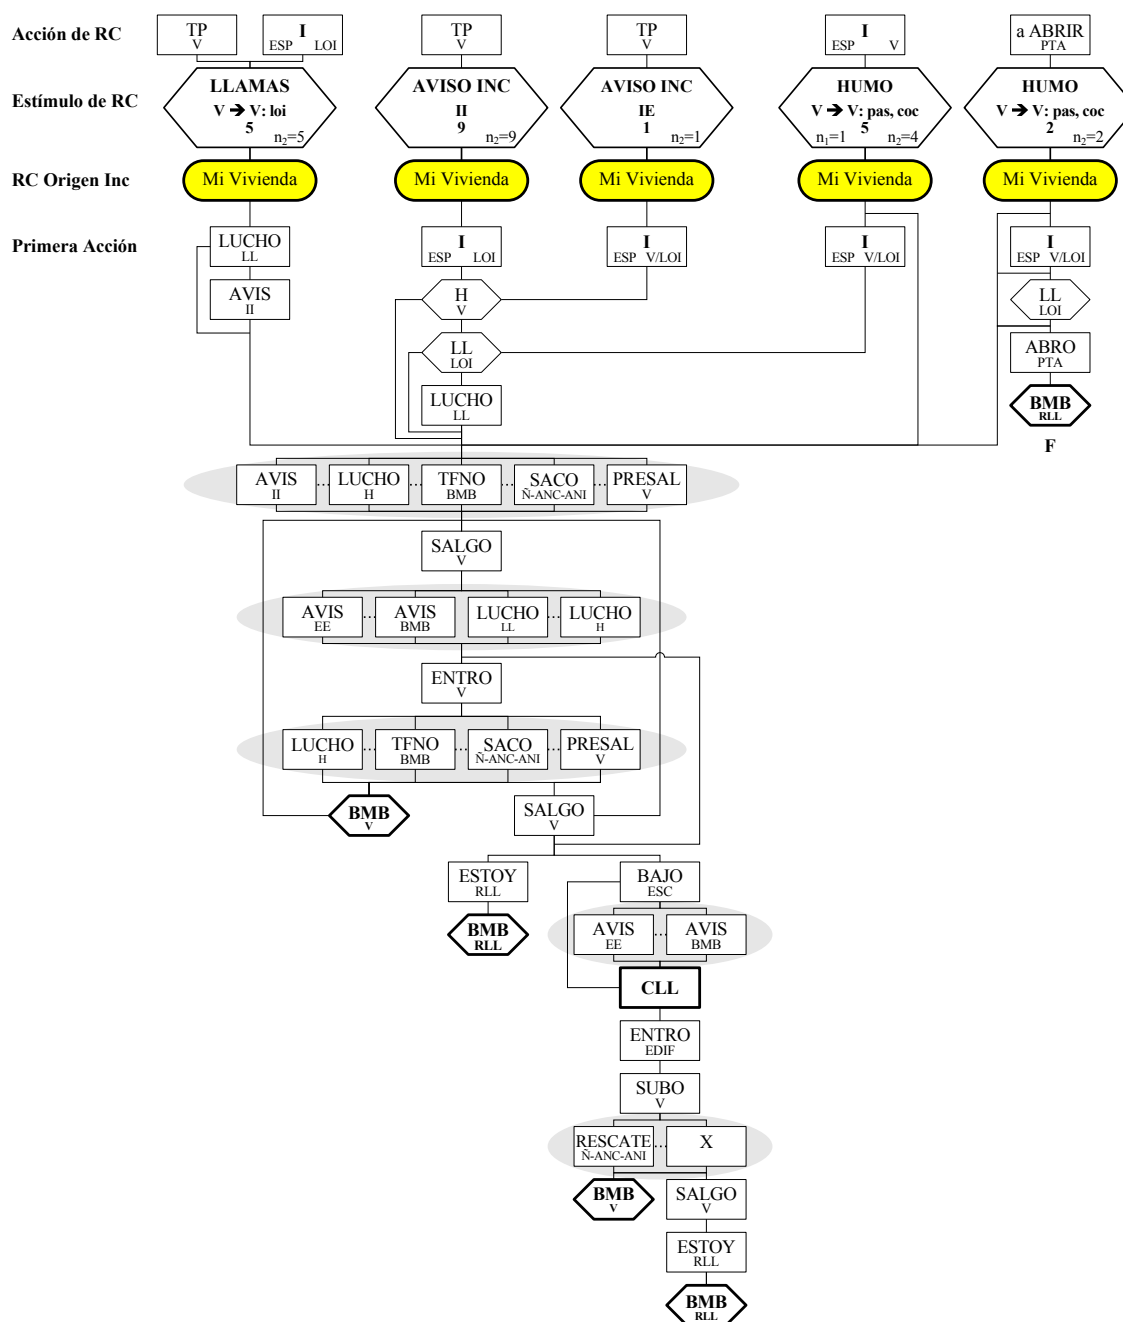 Acción de RC
TP
V
I
ESP LOI
TP
V
TP
V
I
ESP V
a ABRIR
PTA
Estímulo de RC
LLAMAS
V ➔ V: loi
5
n2=5
AVISO INC
II
9
n2=9
AVISO INC
IE
1
n2=1
HUMO
V ➔ V: pas, coc
5
n1=1 n2=4
HUMO
V ➔ V: pas, coc
2
n2=2
RC Origen Inc
Mi Vivienda
Mi Vivienda
Mi Vivienda
Mi Vivienda
Mi Vivienda
Primera Acción
LUCHO
LL
I
ESP LOI
I
ESP V/LOI
I
ESP V/LOI
I
ESP V/LOI
AVIS
II
H
V
LL
LOI
LL
LOI
ABRO
PTA
LUCHO
LL
BMB
RLL
F
AVIS
II
...
LUCHO
H
...
TFNO
BMB
...
SACO
Ñ-ANC-ANI
...
PRESAL
V
SALGO
V
AVIS
EE
...
AVIS
BMB
...
LUCHO
LL
...
LUCHO
H
ENTRO
V
LUCHO
H
...
TFNO
BMB
...
SACO
Ñ-ANC-ANI
...
PRESAL
V
BMB
V
SALGO
V
ESTOY
RLL
BAJO
ESC
BMB
RLL
AVIS
EE
...
AVIS
BMB
CLL
ENTRO
EDIF
SUBO
V
RESCATE
Ñ-ANC-ANI
...
X
BMB
V
SALGO
V
ESTOY
RLL
BMB
RLL